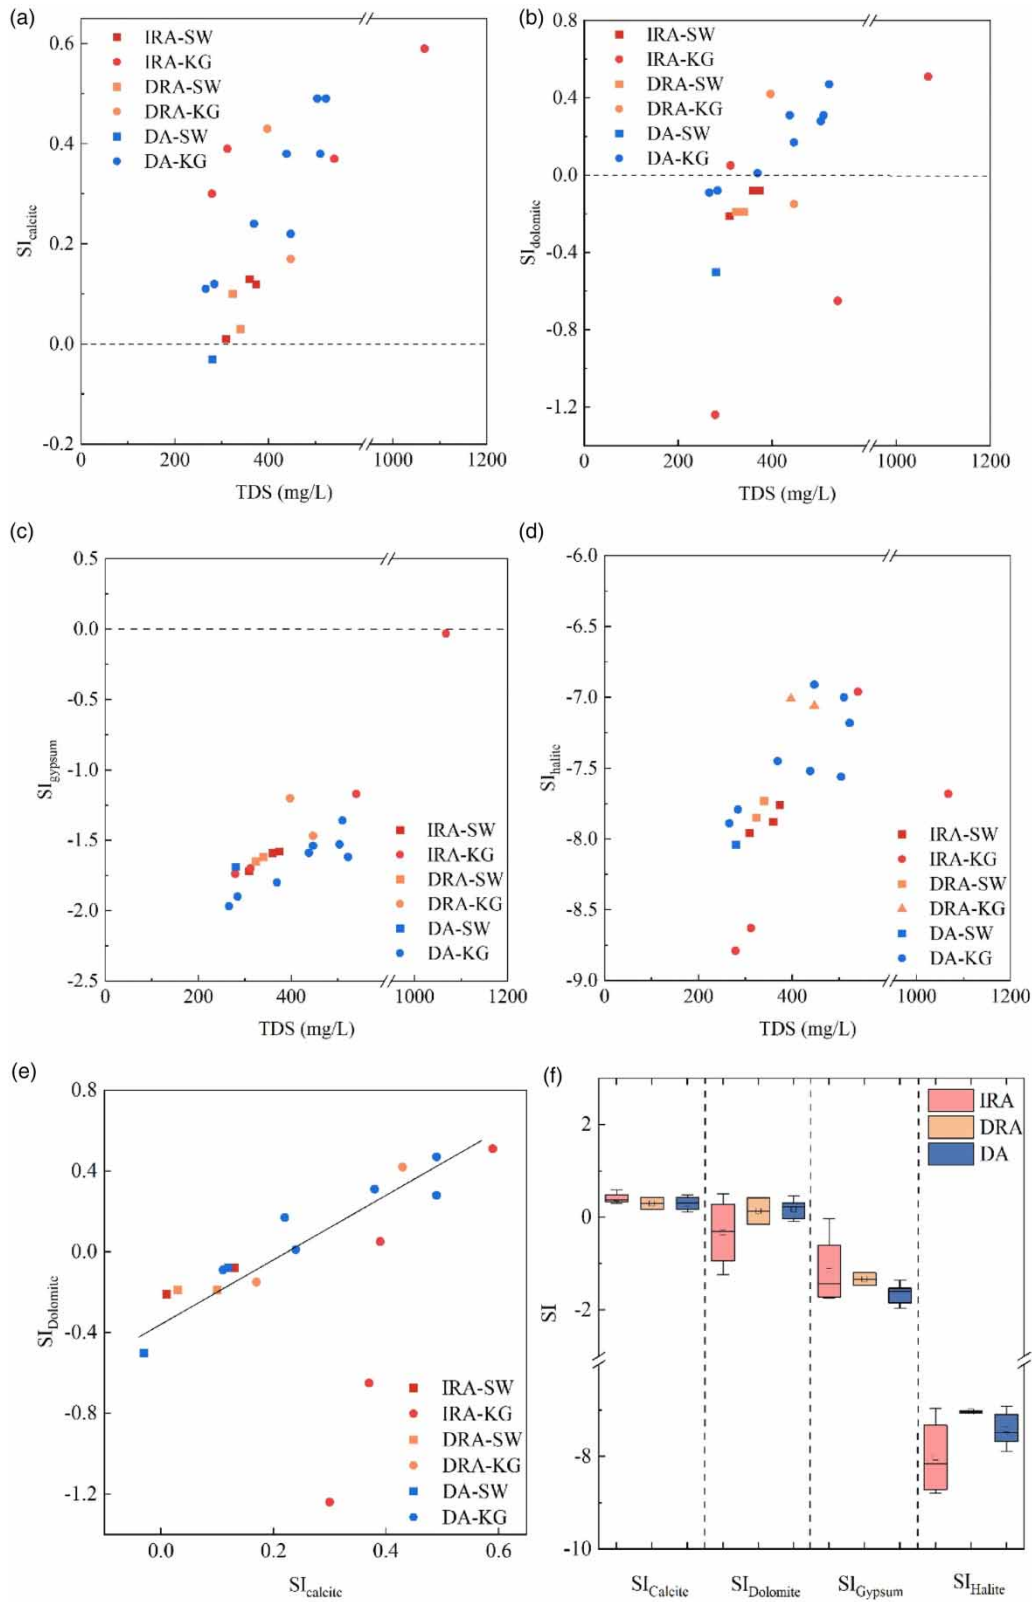 (a)
0.6
0.4
0.2
0.0
-0.2
SIcalcite
IRA-SW
IRA-KG
DRA-SW
DRA-KG
DA-SW
DA-KG
0 200 400 1000 1200
TDS (mg/L)
(b)
0.8
0.4
0.0
-0.4
-0.8
-1.2
SIdolomite
IRA-SW
IRA-KG
DRA-SW
DRA-KG
DA-SW
DA-KG
0 200 400 1000 1200
TDS (mg/L)
(c)
0.5
0.0
-0.5
-1.0
-1.5
-2.0
-2.5
SIgypsum
IRA-SW
IRA-KG
DRA-SW
DRA-KG
DA-SW
DA-KG
0 200 400 1000 1200
TDS (mg/L)
(d)
-6.0
-6.5
-7.0
-7.5
-8.0
-8.5
-9.0
SIhalite
IRA-SW
IRA-KG
DRA-SW
DRA-KG
DA-SW
DA-KG
0 200 400 1000 1200
TDS (mg/L)
(e)
0.8
0.4
0.0
-0.4
-0.8
-1.2
SIDolomite
IRA-SW
IRA-KG
DRA-SW
DRA-KG
DA-SW
DA-KG
0.0 0.2 0.4 0.6
SIcalcite
(f)
2
0
-2
-8
-10
SI
IRA
DRA
DA
SICalcite SIDolomite SIGypsum SIHalite